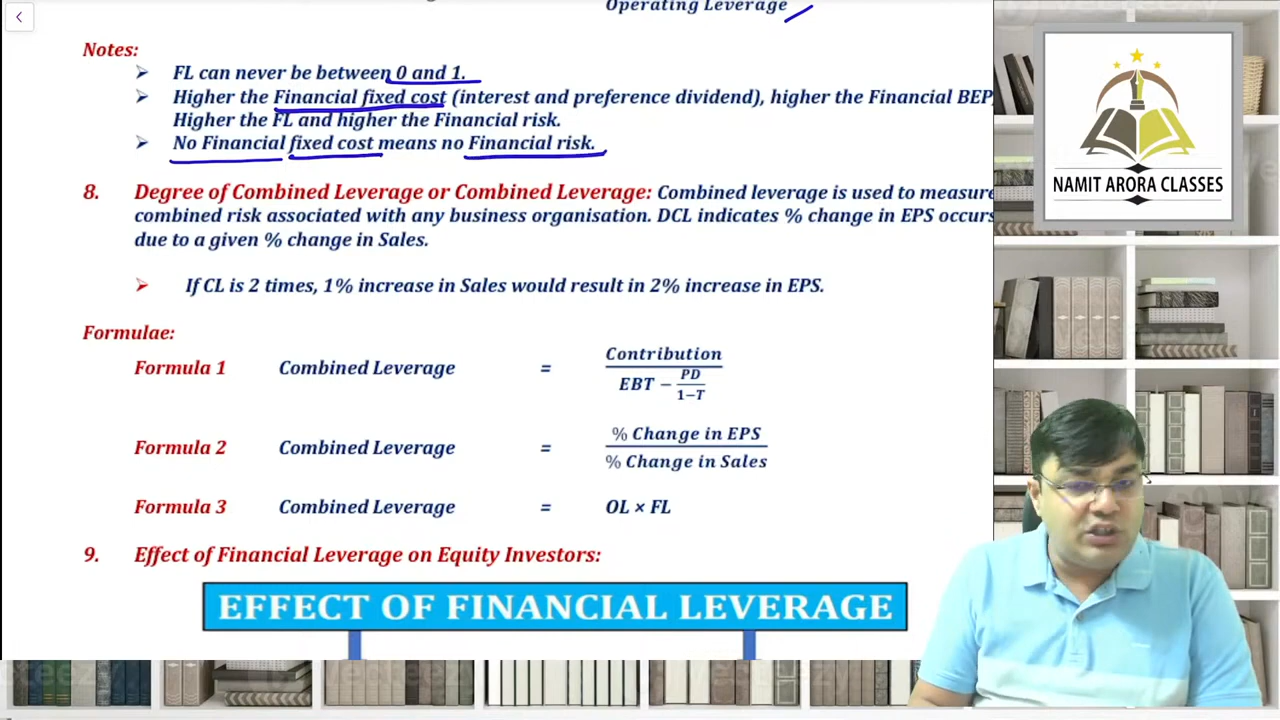 Operating Leverage
Notes:
➢ FL can never be between 0 and 1.
➢ Higher the Financial fixed cost (interest and preference dividend), higher the Financial BEP,
Higher the FL and higher the Financial risk.
➢ No Financial fixed cost means no Financial risk.
8. Degree of Combined Leverage or Combined Leverage: Combined leverage is used to measure
combined risk associated with any business organisation. DCL indicates % change in EPS occurs
due to a given % change in Sales.
➢ If CL is 2 times, 1% increase in Sales would result in 2% increase in EPS.
Formulae:
Formula 1 Combined Leverage = Contribution / EBT − PD / 1−T
Formula 2 Combined Leverage = % Change in EPS / % Change in Sales
Formula 3 Combined Leverage = OL × FL
9. Effect of Financial Leverage on Equity Investors:
EFFECT OF FINANCIAL LEVERAGE
NAMIT ARORA CLASSES